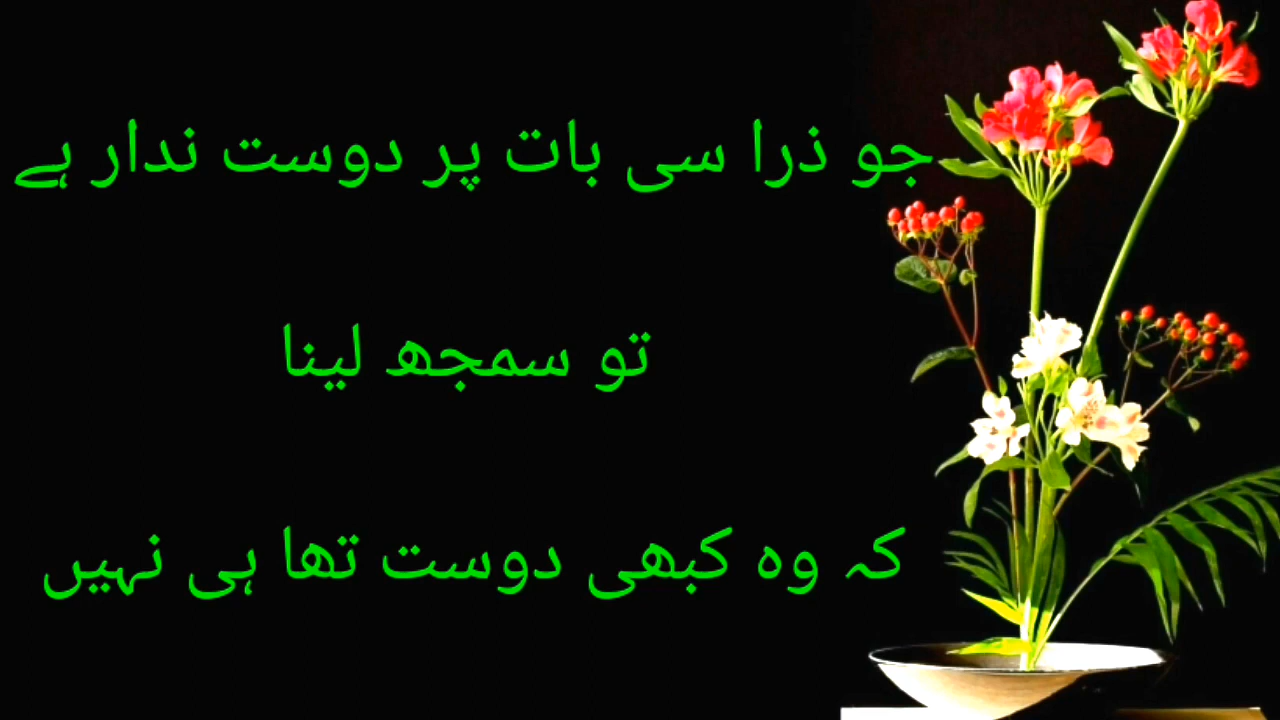 جو ذرا سی بات پر دوست ندار ہے
تو سمجھ لینا
کہ وہ کبھی دوست تھا ہی نہیں